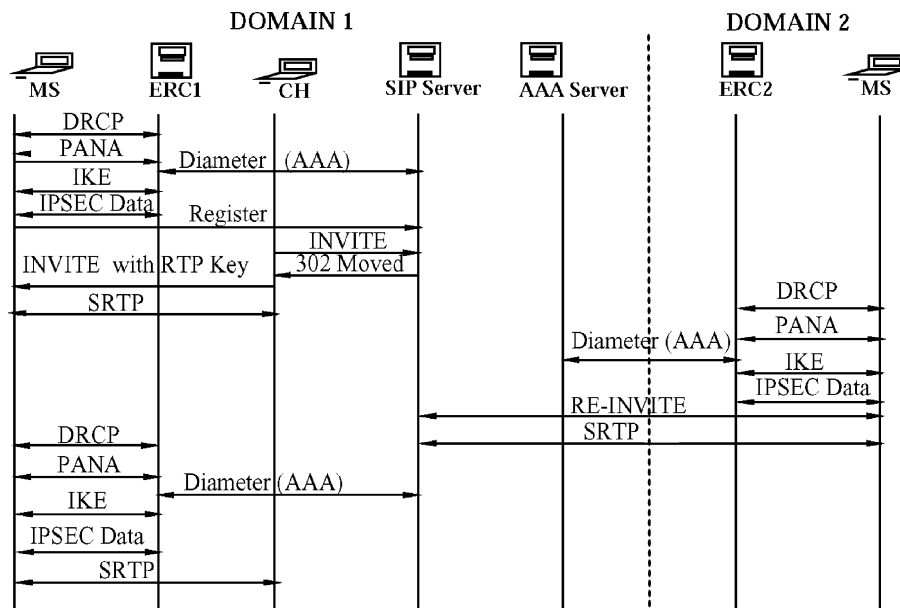 DOMAIN 1
DOMAIN 2
MS
ERC1
CH
SIP Server
AAA Server
ERC2
MS
DRCP
PANA
Diameter (AAA)
IKE
IPSEC Data
Register
INVITE
INVITE with RTP Key
302 Moved
SRTP
DRCP
PANA
Diameter (AAA)
IKE
IPSEC Data
RE-INVITE
SRTP
DRCP
PANA
Diameter (AAA)
IKE
IPSEC Data
SRTP